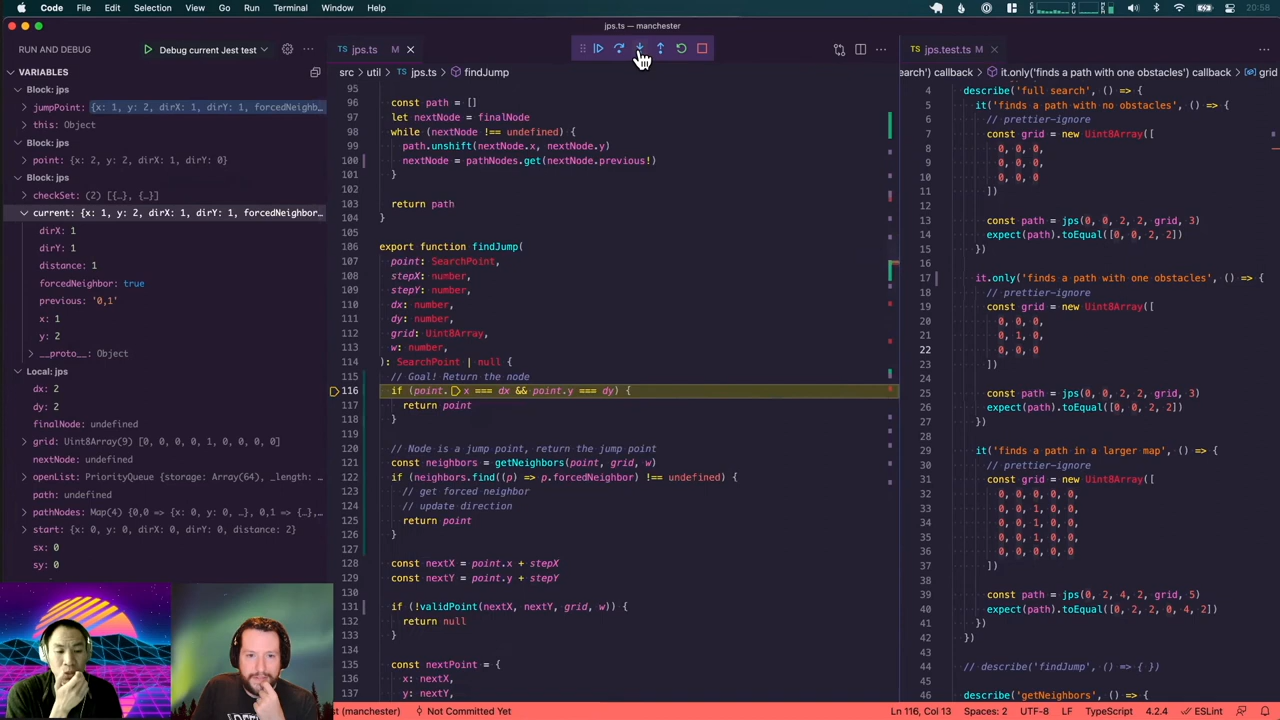 Code File Edit Selection View Go Run Terminal Window Help
20:58
jps.ts — manchester
RUN AND DEBUG
Debug current Jest test
jps.ts M
jps.test.ts M
src > util > jps.ts > findJump
earch') callback > it.only('finds a path with one obstacles') callback > grid
VARIABLES
Block: jps
jumpPoint: {x: 1, y: 2, dirX: 1, dirY: 1, forcedNeighbo…
this: Object
Block: jps
point: {x: 2, y: 2, dirX: 1, dirY: 0}
Block: jps
checkSet: (2) [{…}, {…}]
current: {x: 1, y: 2, dirX: 1, dirY: 1, forcedNeighbor…
dirX: 1
dirY: 1
distance: 1
forcedNeighbor: true
previous: '0,1'
x: 1
y: 2
__proto__: Object
Local: jps
dx: 2
dy: 2
finalNode: undefined
grid: Uint8Array(9) [0, 0, 0, 0, 1, 0, 0, 0, 0]
nextNode: undefined
openList: PriorityQueue {storage: Array(64), _length:…
path: undefined
pathNodes: Map(4) {0,0 => {x: 0, y: 0, …}, 0,1 => {…},…
start: {x: 0, y: 0, dirX: 0, dirY: 0, distance: 2}
sx: 0
sy: 0
95
96 const path = []
97 let nextNode = finalNode
98 while (nextNode !== undefined) {
99 path.unshift(nextNode.x, nextNode.y)
100 nextNode = pathNodes.get(nextNode.previous!)
101 }
102
103 return path
104 }
105
106 export function findJump(
107 point: SearchPoint,
108 stepX: number,
109 stepY: number,
110 dx: number,
111 dy: number,
112 grid: Uint8Array,
113 w: number,
114 ): SearchPoint | null {
115 // Goal! Return the node
116 if (point.x === dx && point.y === dy) {
117 return point
118 }
119
120 // Node is a jump point, return the jump point
121 const neighbors = getNeighbors(point, grid, w)
122 if (neighbors.find((p) => p.forcedNeighbor) !== undefined) {
123 // get forced neighbor
124 // update direction
125 return point
126 }
127
128 const nextX = point.x + stepX
129 const nextY = point.y + stepY
130
131 if (!validPoint(nextX, nextY, grid, w)) {
132 return null
133 }
134
135 const nextPoint = {
136 x: nextX,
137 y: nextY,
4 describe('full search', () => {
5 it('finds a path with no obstacles', () => {
6 // prettier-ignore
7 const grid = new Uint8Array([
8 0, 0, 0,
9 0, 0, 0,
10 0, 0, 0
11 ])
12
13 const path = jps(0, 0, 2, 2, grid, 3)
14 expect(path).toEqual([0, 0, 2, 2])
15 })
16
17 it.only('finds a path with one obstacles', () => {
18 // prettier-ignore
19 const grid = new Uint8Array([
20 0, 0, 0,
21 0, 1, 0,
22 0, 0, 0
23 ])
24
25 const path = jps(0, 0, 2, 2, grid, 3)
26 expect(path).toEqual([0, 0, 2, 2])
27 })
28
29 it('finds a path in a larger map', () => {
30 // prettier-ignore
31 const grid = new Uint8Array([
32 0, 0, 0, 0, 0,
33 0, 0, 1, 0, 0,
34 0, 0, 1, 0, 0,
35 0, 0, 1, 0, 0,
36 0, 0, 0, 0, 0
37 ])
38
39 const path = jps(0, 2, 4, 2, grid, 5)
40 expect(path).toEqual([0, 2, 2, 0, 4, 2])
41 })
42 })
43
44 // describe('findJump', () => { })
45
46 describe('getNeighbors', () => {
t (manchester) Not Committed Yet
Ln 116, Col 13 Spaces: 2 UTF-8 LF TypeScript 4.2.4 ESLint